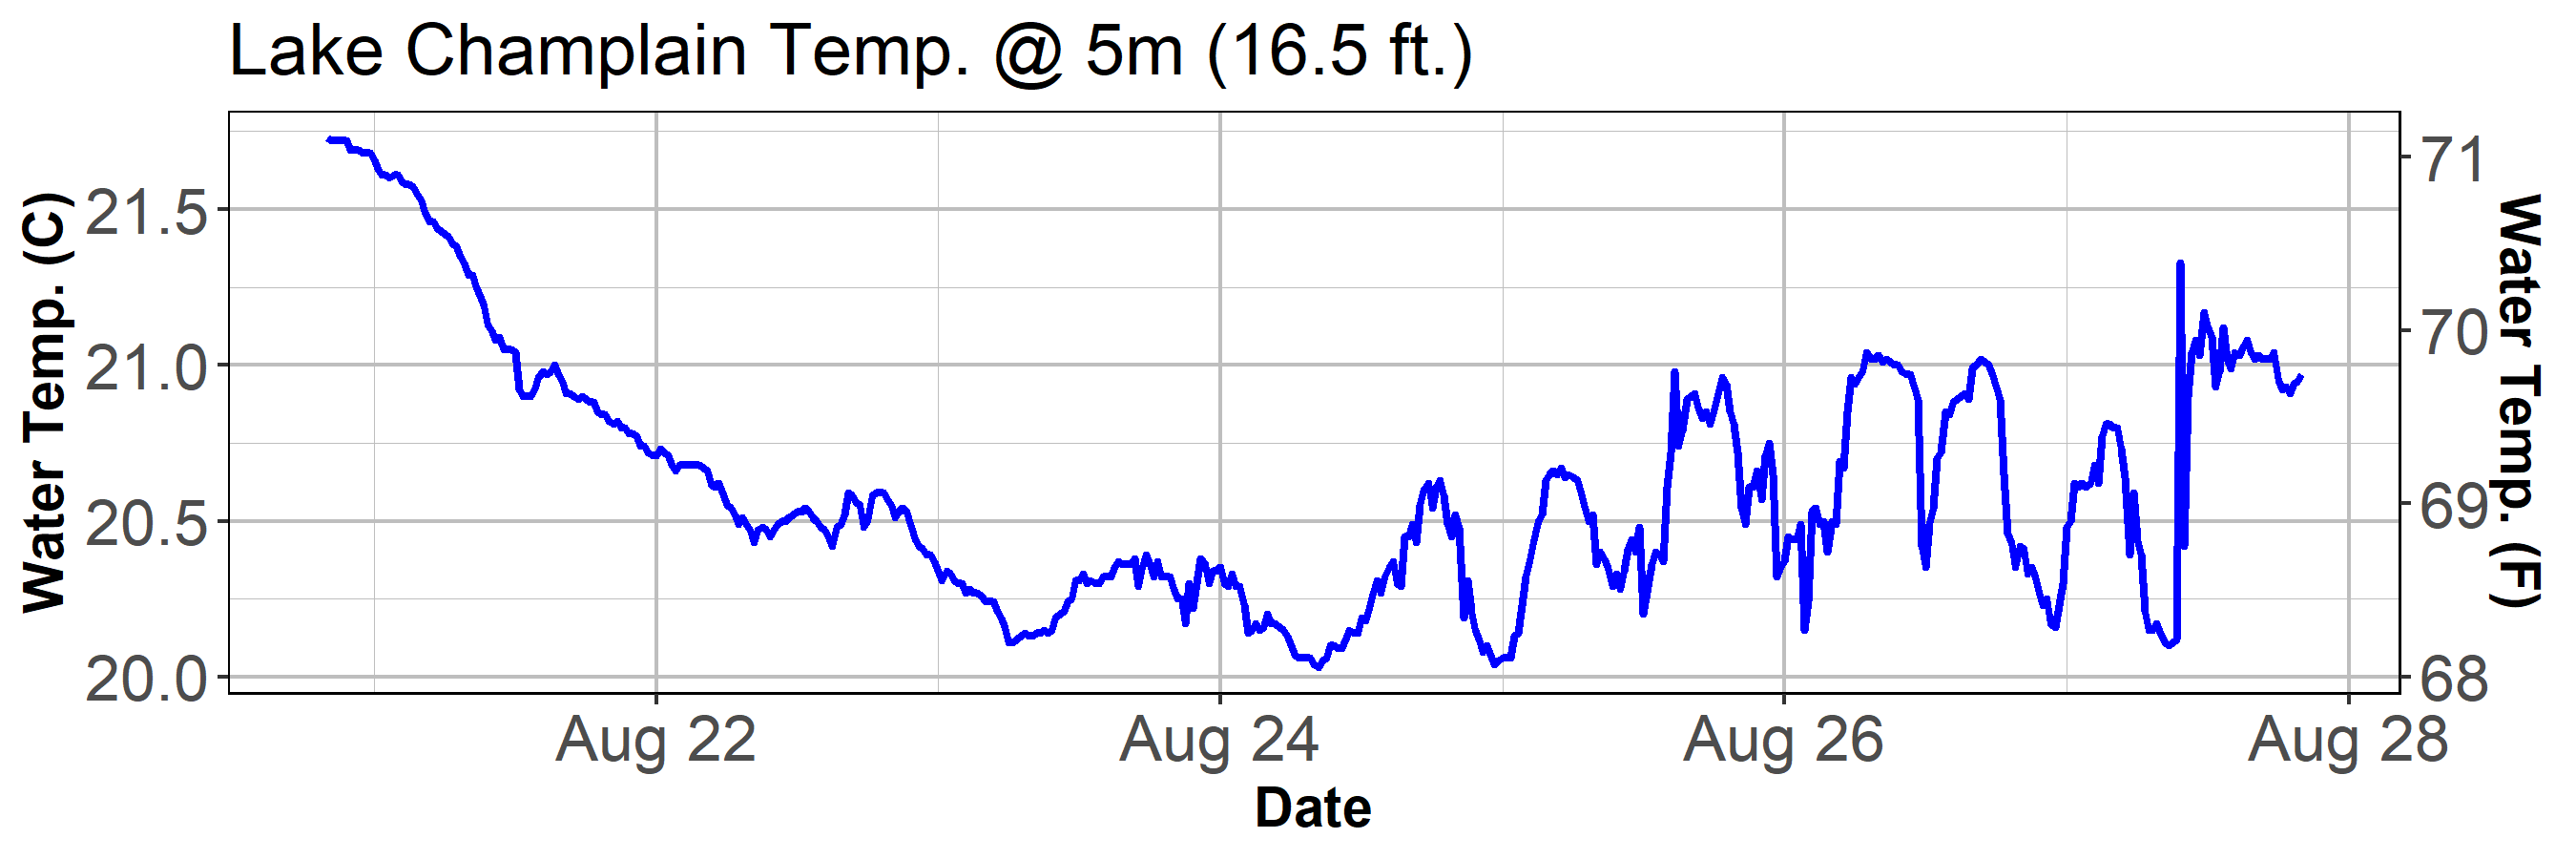 Lake Champlain Temp. @ 5m (16.5 ft.)
Water Temp. (C)
21.5
21.0
20.5
20.0
71
70
69
68
Water Temp. (F)
Aug 22
Aug 24
Aug 26
Aug 28
Date